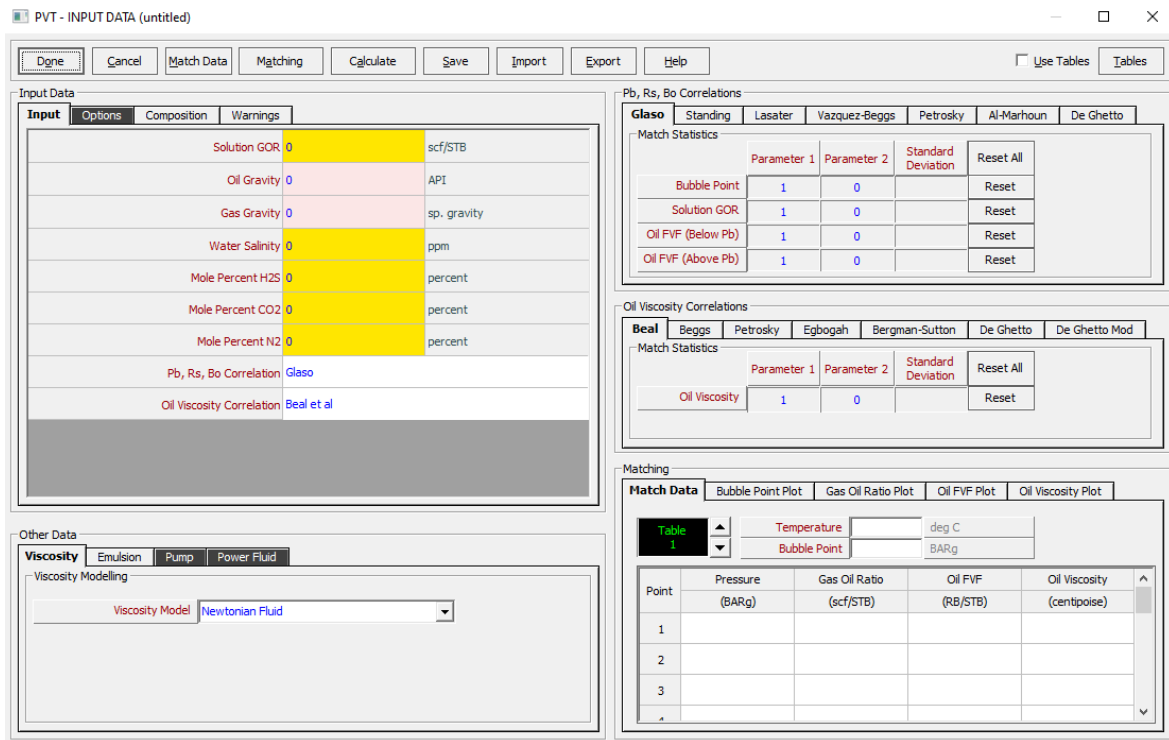 PVT - INPUT DATA (untitled)
Done Cancel Match Data Matching Calculate Save Import Export Help Use Tables Tables
Input Data
Input Options Composition Warnings
Solution GOR 0 scf/STB
Oil Gravity 0 API
Gas Gravity 0 sp. gravity
Water Salinity 0 ppm
Mole Percent H2S 0 percent
Mole Percent CO2 0 percent
Mole Percent N2 0 percent
Pb, Rs, Bo Correlation Glaso
Oil Viscosity Correlation Beal et al
Other Data
Viscosity Emulsion Pump Power Fluid
Viscosity Modelling
Viscosity Model Newtonian Fluid
Pb, Rs, Bo Correlations
Glaso Standing Lasater Vazquez-Beggs Petrosky Al-Marhoun De Ghetto
Match Statistics
Parameter 1 Parameter 2 Standard Deviation Reset All
Bubble Point 1 0 Reset
Solution GOR 1 0 Reset
Oil FVF (Below Pb) 1 0 Reset
Oil FVF (Above Pb) 1 0 Reset
Oil Viscosity Correlations
Beal Beggs Petrosky Egbogah Bergman-Sutton De Ghetto De Ghetto Mod
Match Statistics
Parameter 1 Parameter 2 Standard Deviation Reset All
Oil Viscosity 1 0 Reset
Matching
Match Data Bubble Point Plot Gas Oil Ratio Plot Oil FVF Plot Oil Viscosity Plot
Table 1
Temperature deg C
Bubble Point BARg
Point Pressure Gas Oil Ratio Oil FVF Oil Viscosity
(BARg) (scf/STB) (RB/STB) (centipoise)
1
2
3